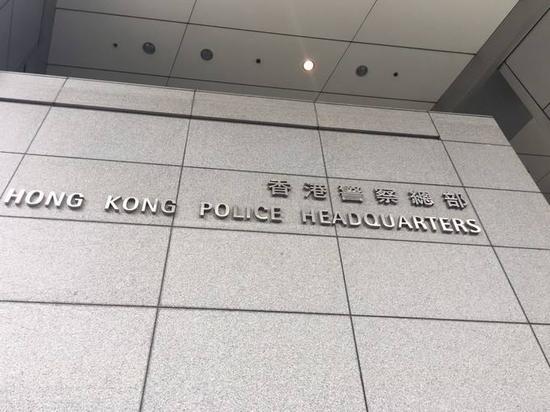 香港警察總部
HONG KONG POLICE HEADQUARTERS